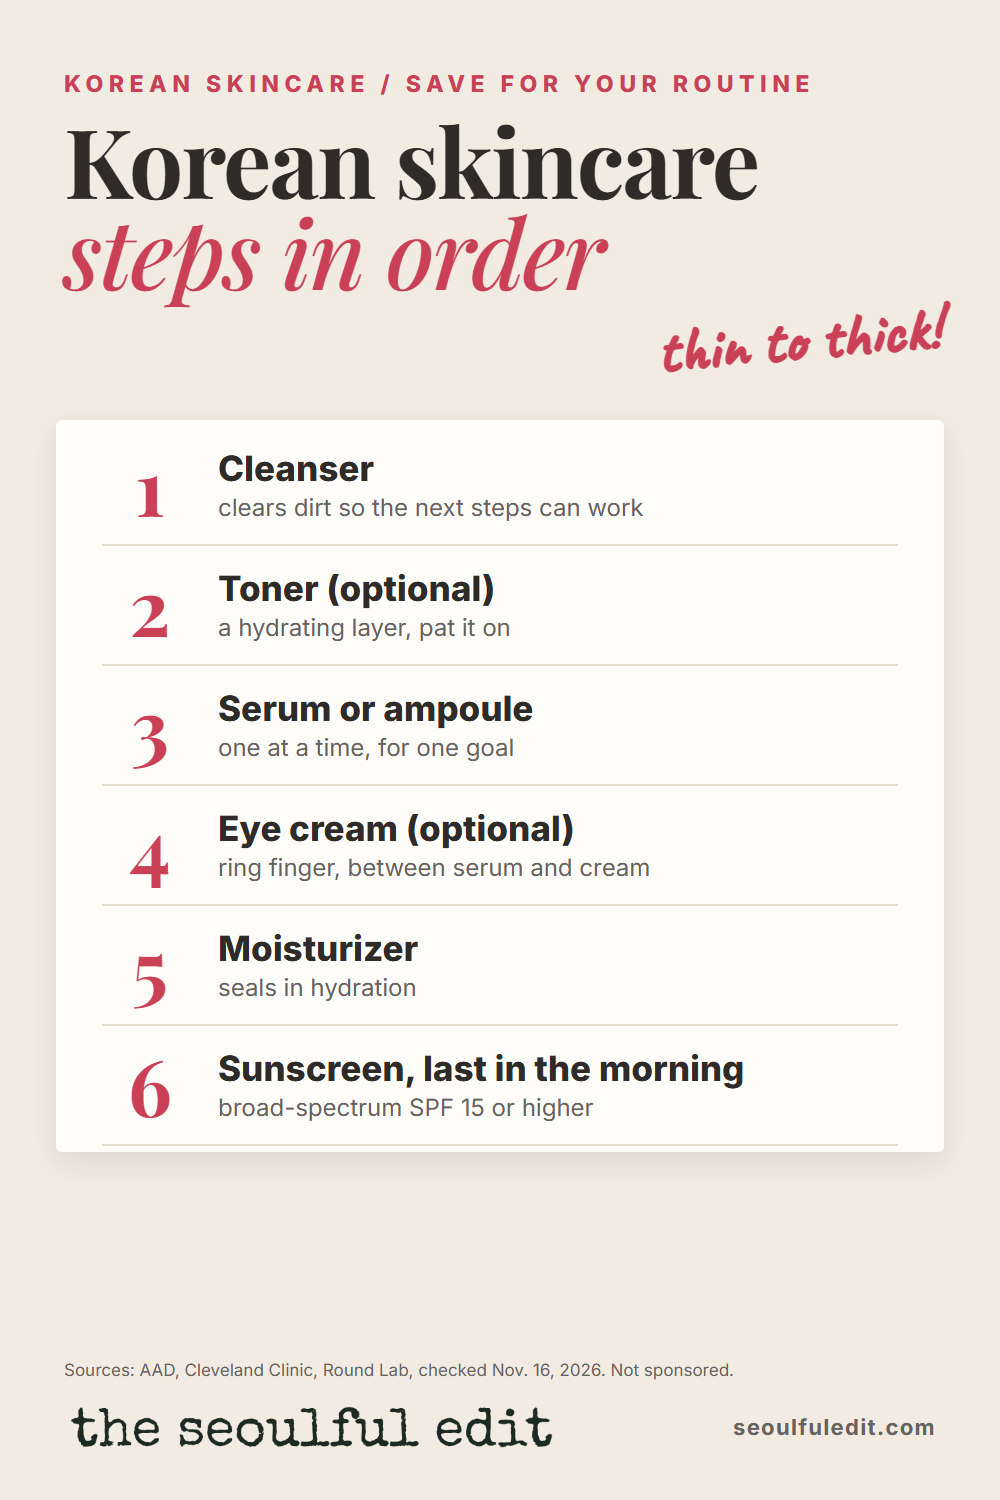 KOREAN SKINCARE / SAVE FOR YOUR ROUTINE
Korean skincare
steps in order
thin to thick!
1
Cleanser
clears dirt so the next steps can work
2
Toner (optional)
a hydrating layer, pat it on
3
Serum or ampoule
one at a time, for one goal
4
Eye cream (optional)
ring finger, between serum and cream
5
Moisturizer
seals in hydration
6
Sunscreen, last in the morning
broad-spectrum SPF 15 or higher
Sources: AAD, Cleveland Clinic, Round Lab, checked Nov. 16, 2026. Not sponsored.
the seoulful edit
seoulfuledit.com